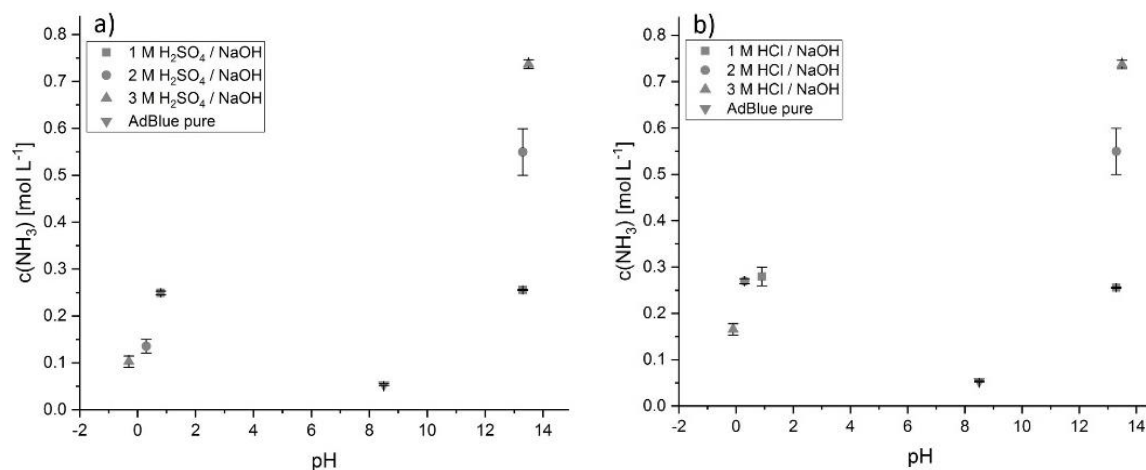 a)
1 M H₂SO₄ / NaOH
2 M H₂SO₄ / NaOH
3 M H₂SO₄ / NaOH
AdBlue pure
c(NH₃) [mol L⁻¹]
0.8
0.7
0.6
0.5
0.4
0.3
0.2
0.1
0.0
-2 0 2 4 6 8 10 12 14
pH
b)
1 M HCl / NaOH
2 M HCl / NaOH
3 M HCl / NaOH
AdBlue pure
c(NH₃) [mol L⁻¹]
0.8
0.7
0.6
0.5
0.4
0.3
0.2
0.1
0.0
-2 0 2 4 6 8 10 12 14
pH